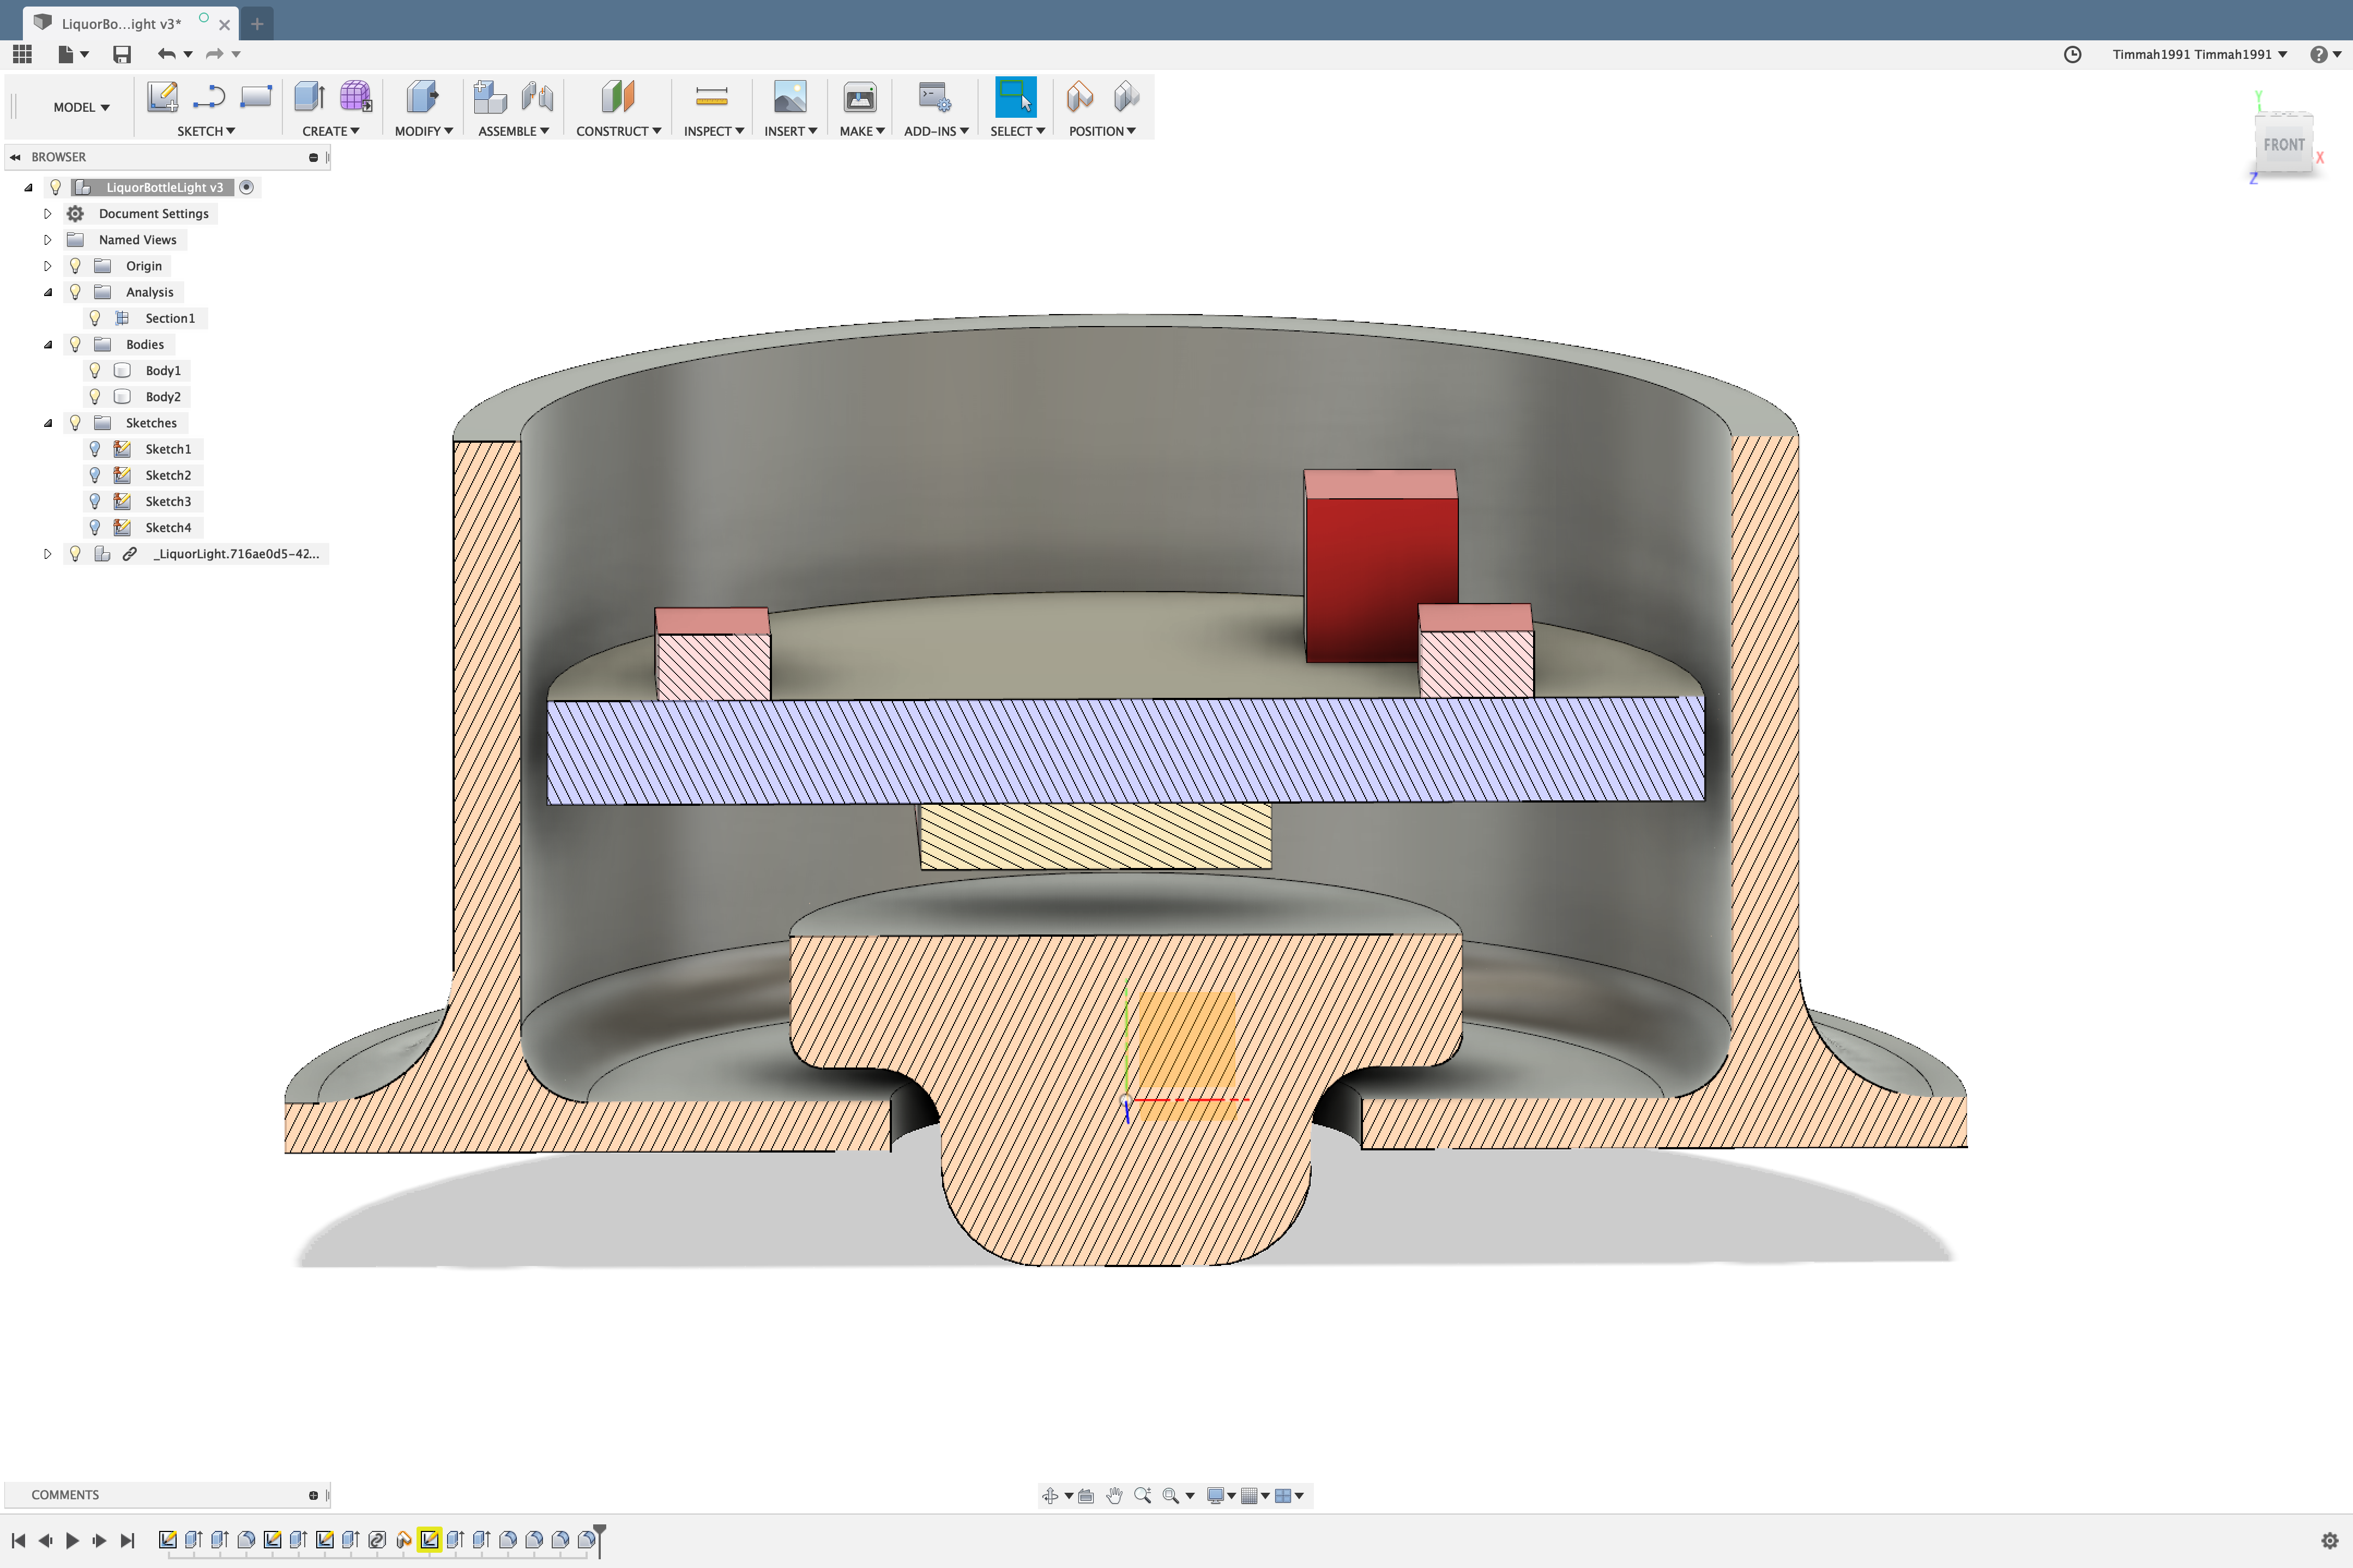 LiquorBo...ight v3*
Timmah1991 Timmah1991
MODEL
SKETCH
CREATE
MODIFY
ASSEMBLE
CONSTRUCT
INSPECT
INSERT
MAKE
ADD-INS
SELECT
POSITION
Y
FRONT
X
Z
BROWSER
LiquorBottleLight v3
Document Settings
Named Views
Origin
Analysis
Section1
Bodies
Body1
Body2
Sketches
Sketch1
Sketch2
Sketch3
Sketch4
_LiquorLight.716ae0d5-42...
COMMENTS